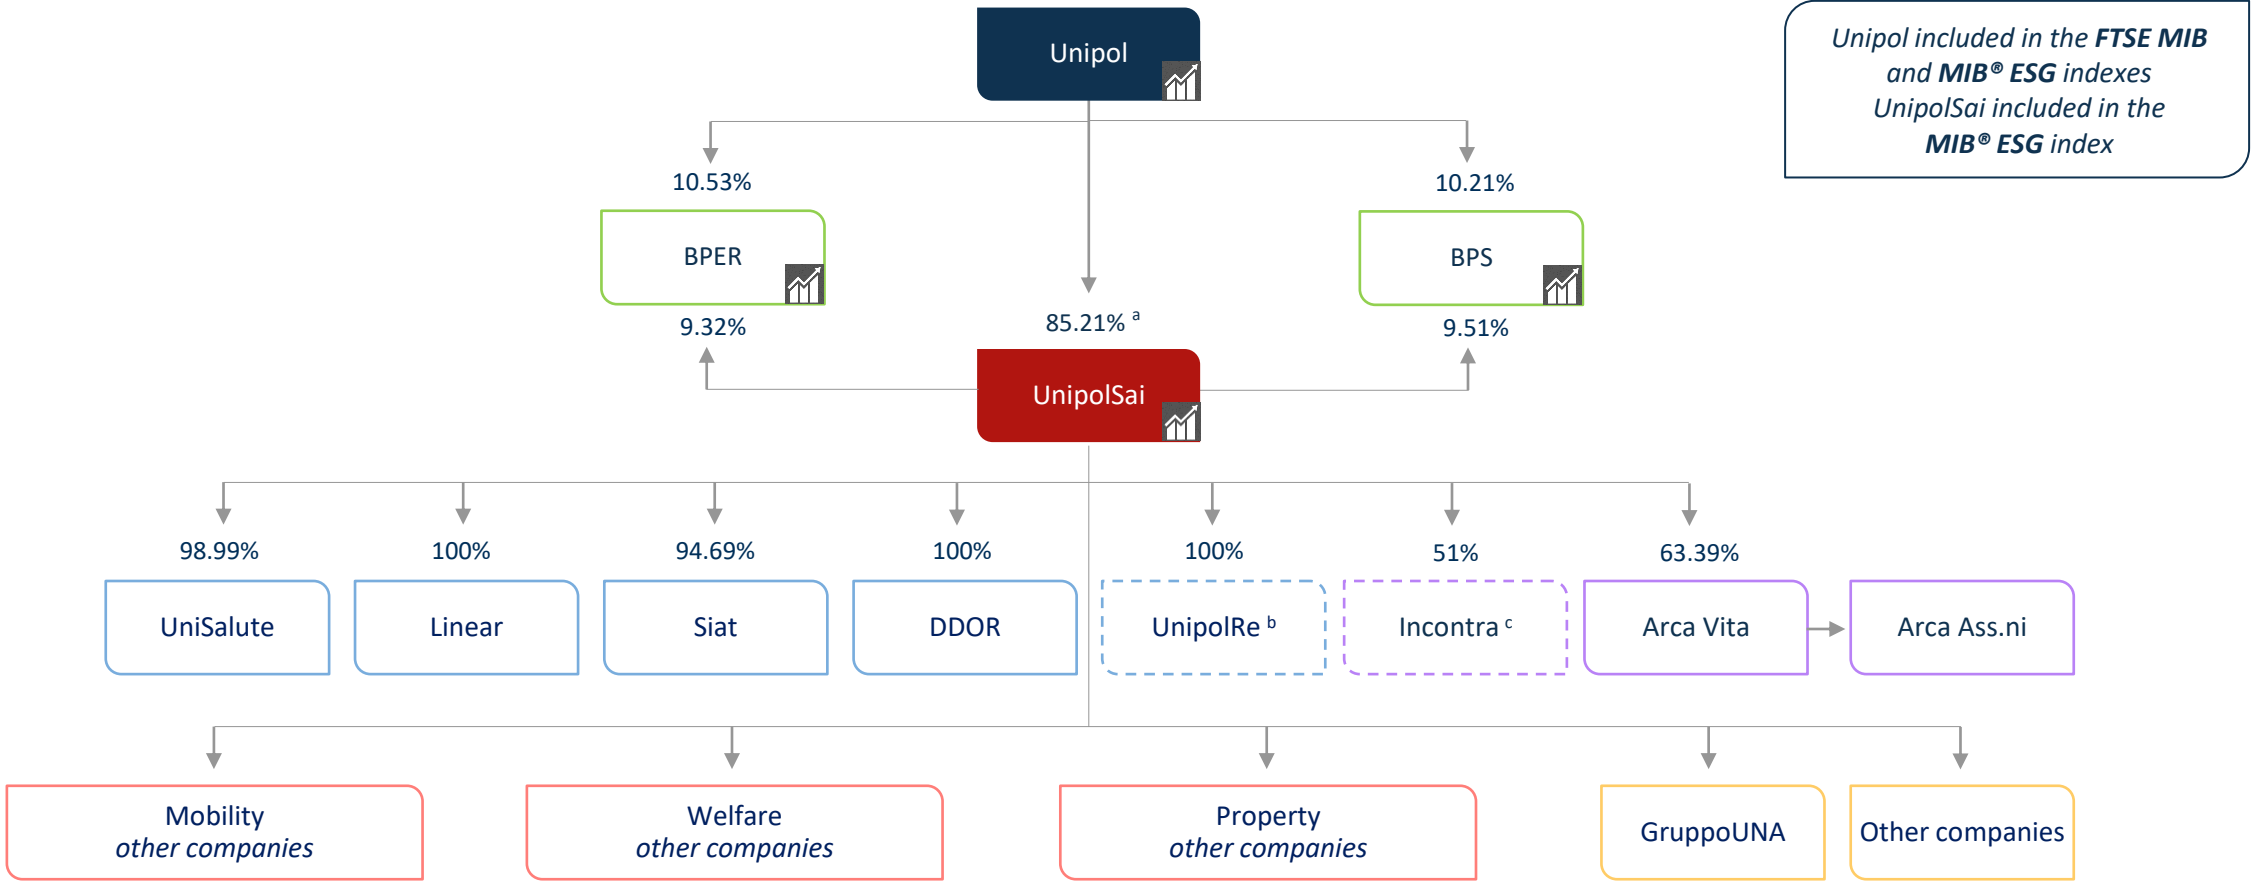 Unipol
Unipol included in the FTSE MIB
and MIB® ESG indexes
UnipolSai included in the
MIB® ESG index
10.53%
10.21%
BPER
BPS
9.32%
85.21% a
9.51%
UnipolSai
98.99%
100%
94.69%
100%
100%
51%
63.39%
UniSalute
Linear
Siat
DDOR
UnipolRe b
Incontra c
Arca Vita
Arca Ass.ni
Mobility
other companies
Welfare
other companies
Property
other companies
GruppoUNA
Other companies